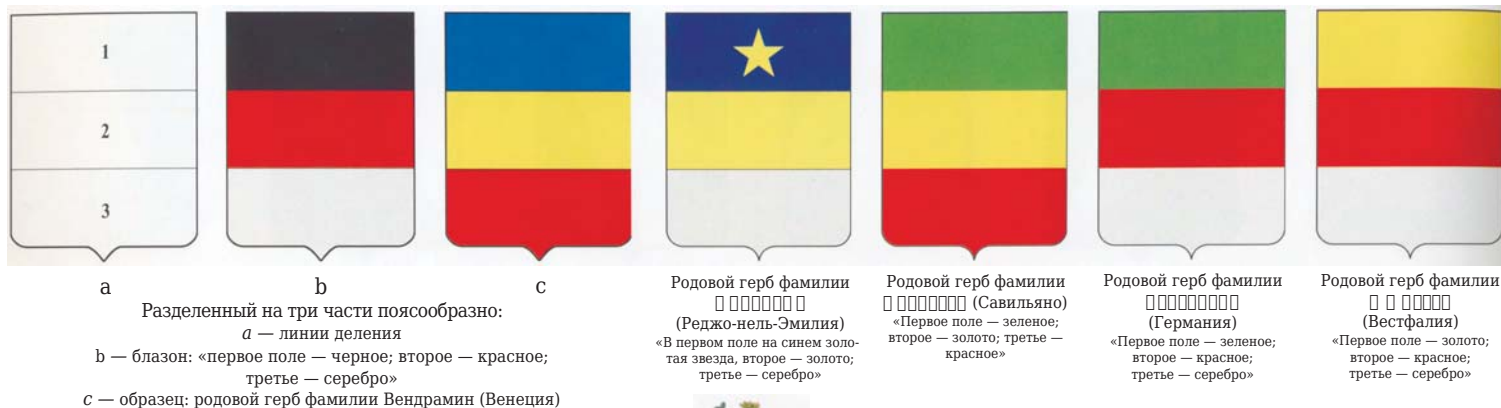 1
2
3
a
b
c
Разделенный на три части поясообразно:
a — линии деления
b — блазон: «первое поле — черное; второе — красное;
третье — серебро»
c — образец: родовой герб фамилии Вендрамин (Венеция)
Родовой герб фамилии
(Реджо-нель-Эмилия)
«В первом поле на синем золо-
тая звезда, второе — золото;
третье — серебро»
Родовой герб фамилии
(Савильяно)
«Первое поле — зеленое;
второе — золото; третье —
красное»
Родовой герб фамилии
(Германия)
«Первое поле — зеленое;
второе — красное;
третье — серебро»
Родовой герб фамилии
(Вестфалия)
«Первое поле — золото;
второе — красное;
третье — серебро»